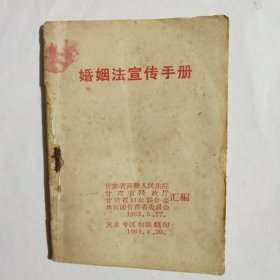 婚姻法宣传手册
甘肃省高级人民法院
甘肃省民政厅
甘肃省妇女联合会
共青团甘肃省委员会
汇编
1963.5.17.
天水专区妇联翻印
1964.4.20.